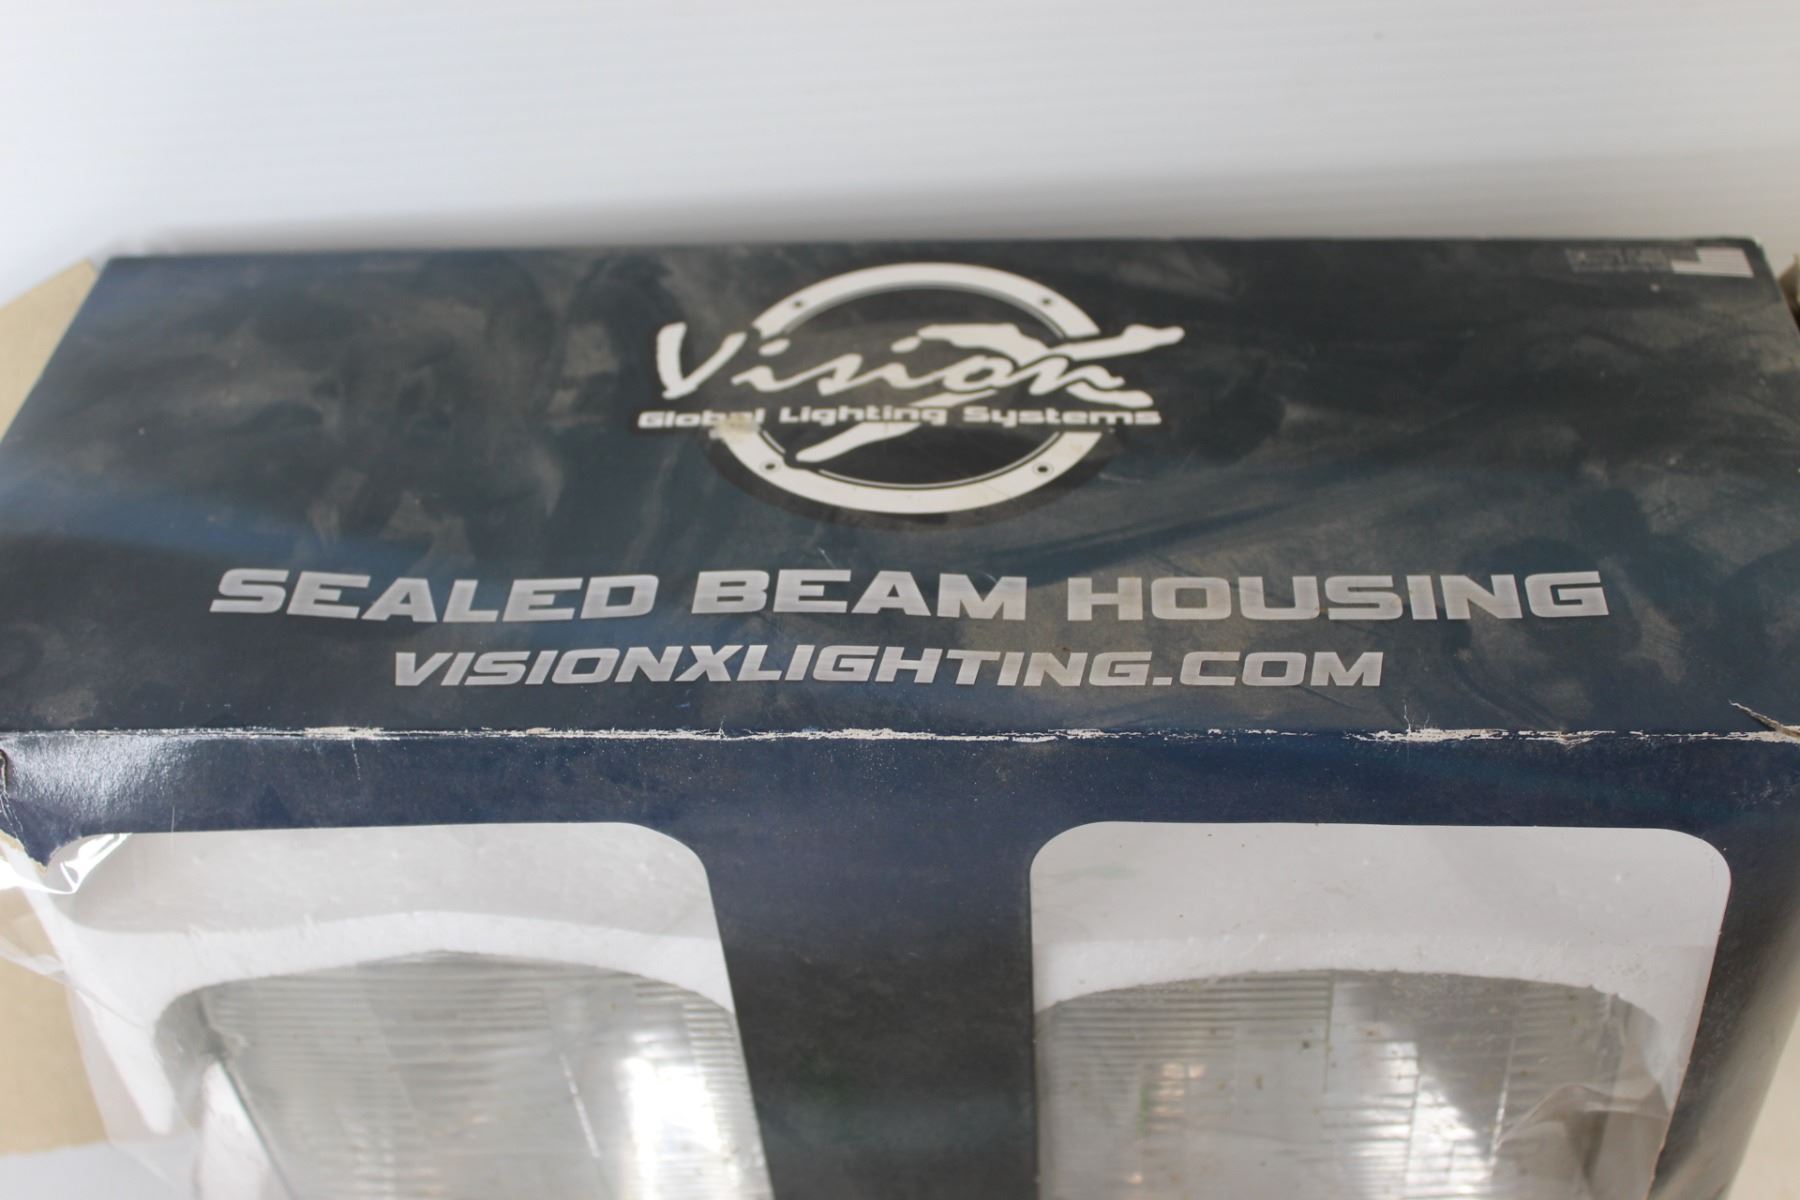 Vision X
Global Lighting Systems
SEALED BEAM HOUSING
VISIONXLIGHTING.COM